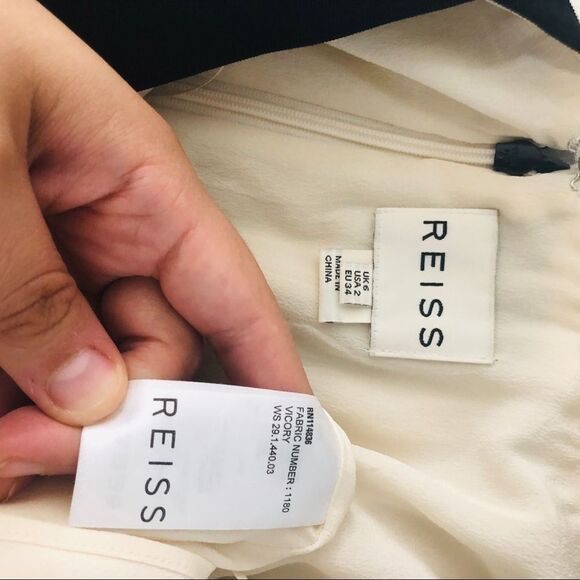 REISS
UK 6
USA 2
EU 34
MADE IN
CHINA
REISS
RN114836
FABRIC NUMBER : 1180
VICORY
WS 29.1.440.03